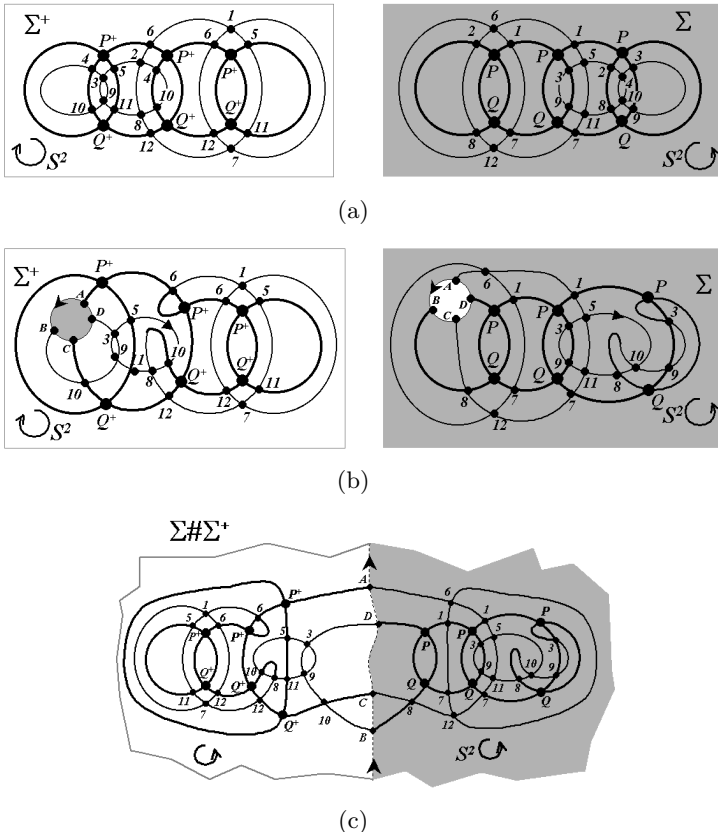 Σ⁺
1
P⁺ 6 P⁺ 6 5
4 2 P⁺
3 5 4
10 9 11 10
Q⁺ 8 Q⁺ Q⁺
12 12 11
7
S²
6
Σ
2 1 P 1 P
P 5 3
3 2 4
9 8 10
Q Q 11 9
8 7 7 Q
12
S²
(a)
Σ⁺
P⁺ 6 1
A 6 5
B D 5 P⁺ P⁺
C 3
9 10
10 11 8 Q⁺ Q⁺
Q⁺ 12 12 11
7
S²
Σ
A 6 1 1 P
B D P P 5 3
C 3
Q 9 10
8 7 Q 11 8 9
12 7 Q
S²
(b)
Σ#Σ⁺
P⁺ A 6
1 6 1 P
5 6 D 1 5
P⁺ P⁺ 5 3 P P 3
3
Q⁺ 10 9 9 10 9
11 12 Q⁺ 8 11 Q Q 11 8
7 12 Q⁺ C 7 7 Q
10 8 12
B
S²
(c)